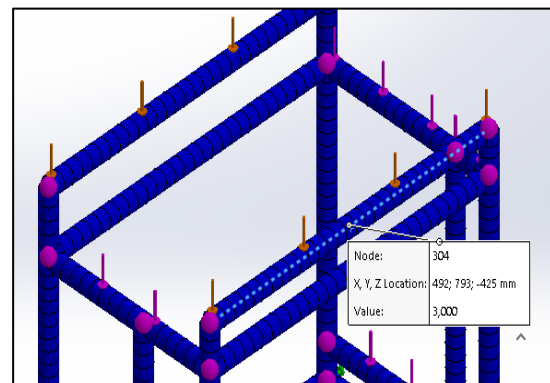 Node: 304
X, Y, Z Location: 492; 793; -425 mm
Value: 3,000